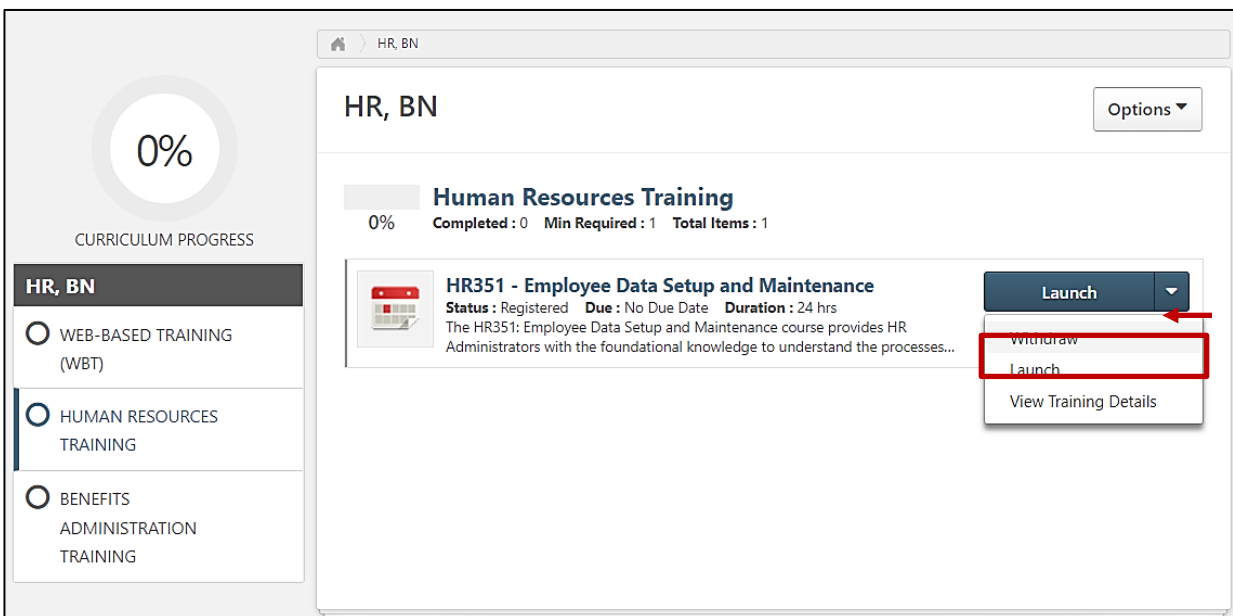 HR, BN
0%
CURRICULUM PROGRESS
HR, BN
WEB-BASED TRAINING
(WBT)
HUMAN RESOURCES
TRAINING
BENEFITS
ADMINISTRATION
TRAINING
HR, BN
Options
Human Resources Training
0% Completed : 0 Min Required : 1 Total Items : 1
HR351 - Employee Data Setup and Maintenance
Status : Registered Due : No Due Date Duration : 24 hrs
The HR351: Employee Data Setup and Maintenance course provides HR
Administrators with the foundational knowledge to understand the processes...
Launch
Withdraw
Launch
View Training Details